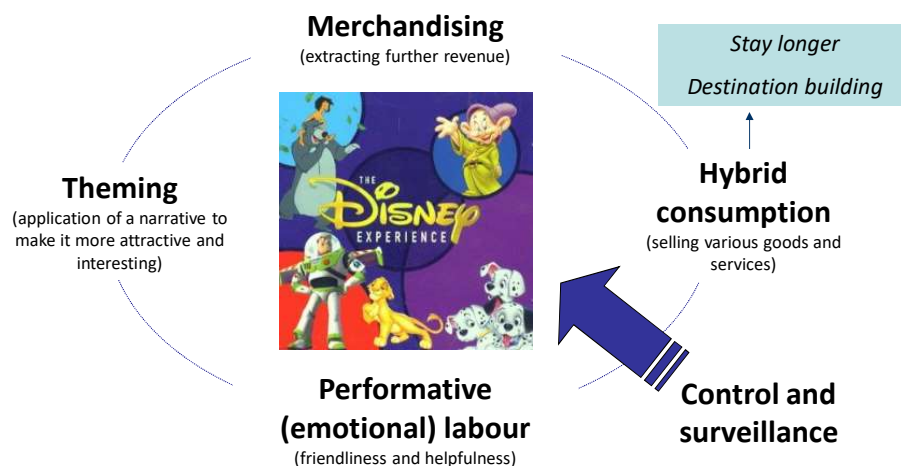 Merchandising
(extracting further revenue)
Stay longer
Destination building
Theming
(application of a narrative to
make it more attractive and
interesting)
THE
Disney
EXPERIENCE
Hybrid
consumption
(selling various goods and
services)
Performative
(emotional) labour
(friendliness and helpfulness)
Control and
surveillance